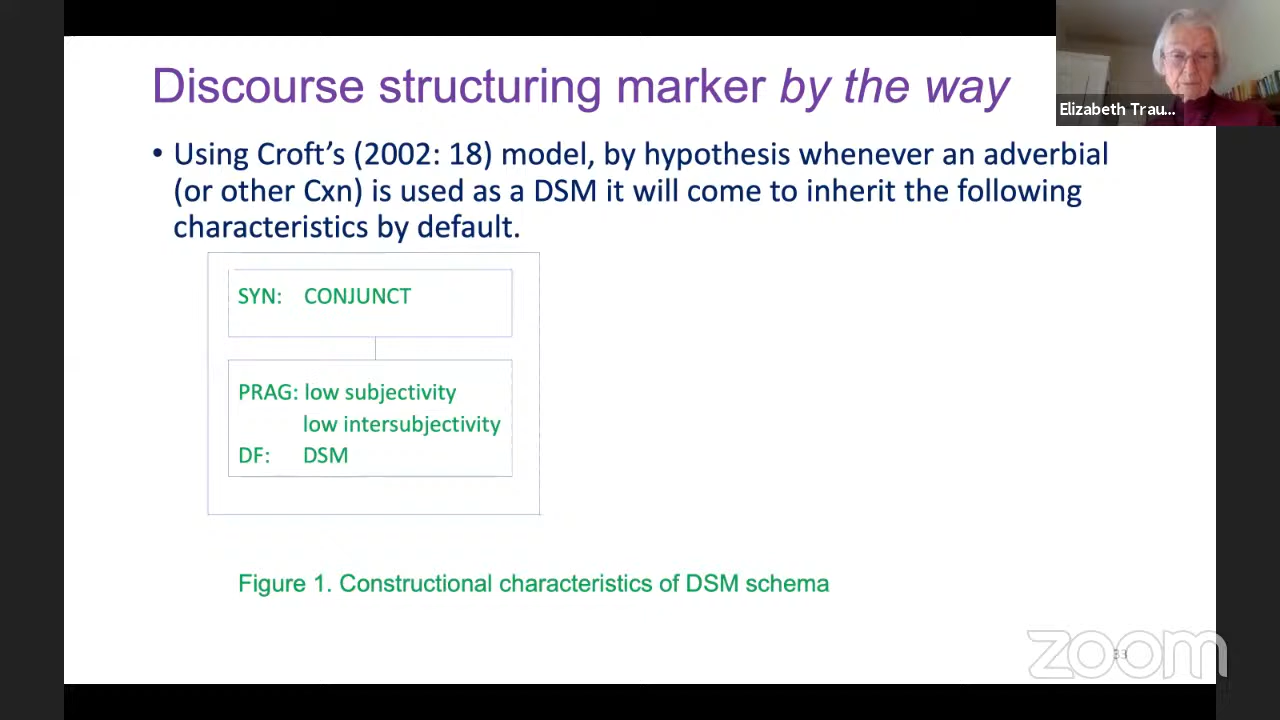 Discourse structuring marker by the way
Elizabeth Trau...
• Using Croft's (2002: 18) model, by hypothesis whenever an adverbial
(or other Cxn) is used as a DSM it will come to inherit the following
characteristics by default.
SYN: CONJUNCT
PRAG: low subjectivity
low intersubjectivity
DF: DSM
Figure 1. Constructional characteristics of DSM schema
zoom
33